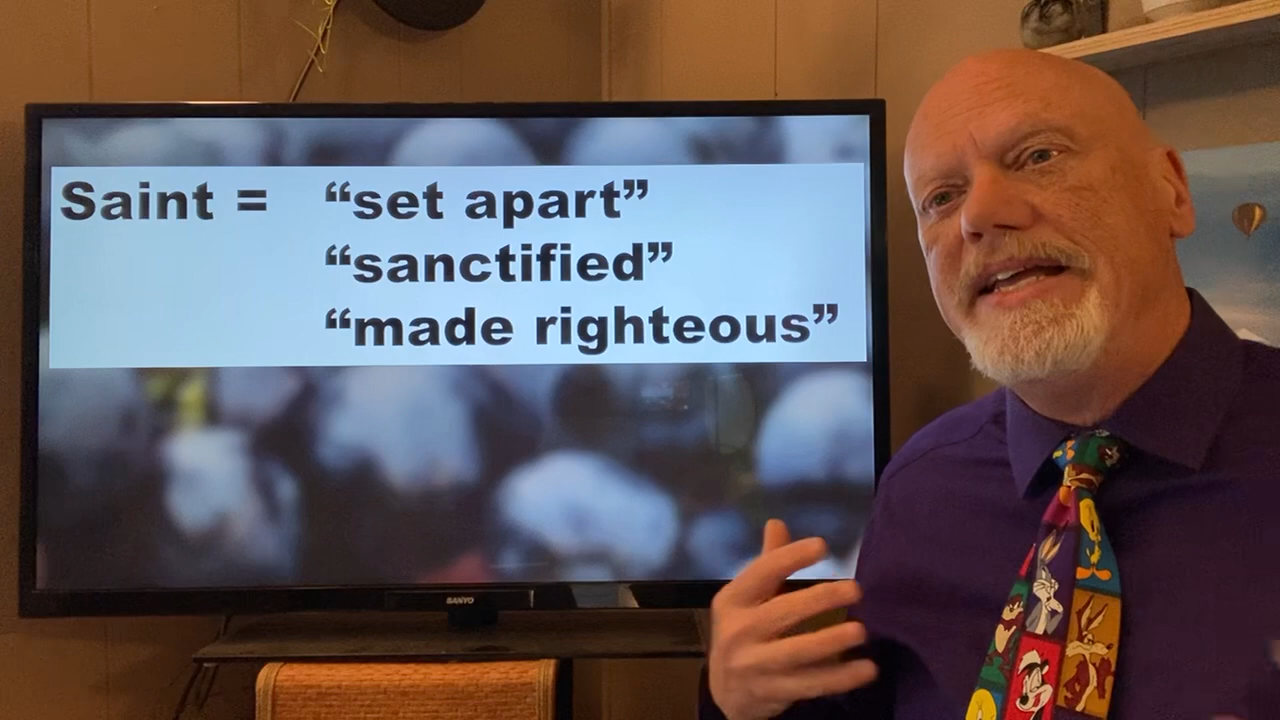 Saint = “set apart”
“sanctified”
“made righteous”
SANYO